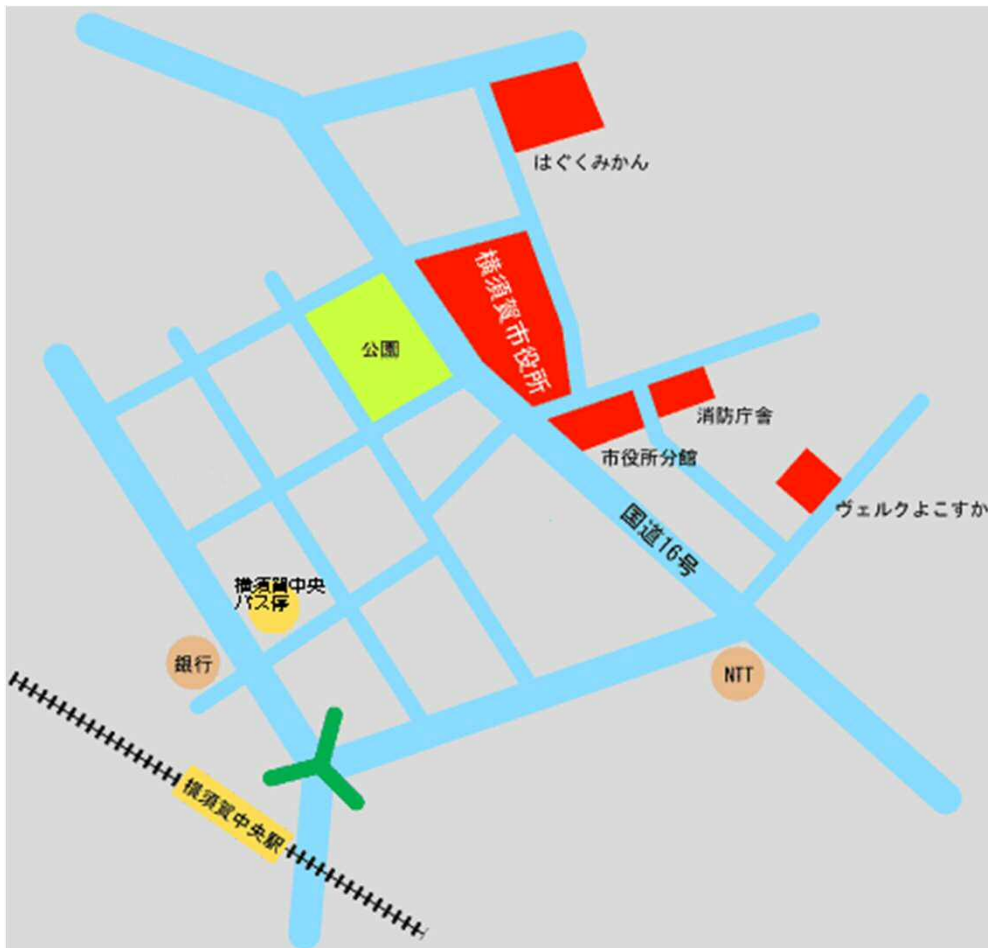 はぐくみかん
横須賀市役所
公園
消防庁舎
市役所分館
ヴェルクよこすか
国道16号
横須賀中央
バス停
銀行
NTT
横須賀中央駅